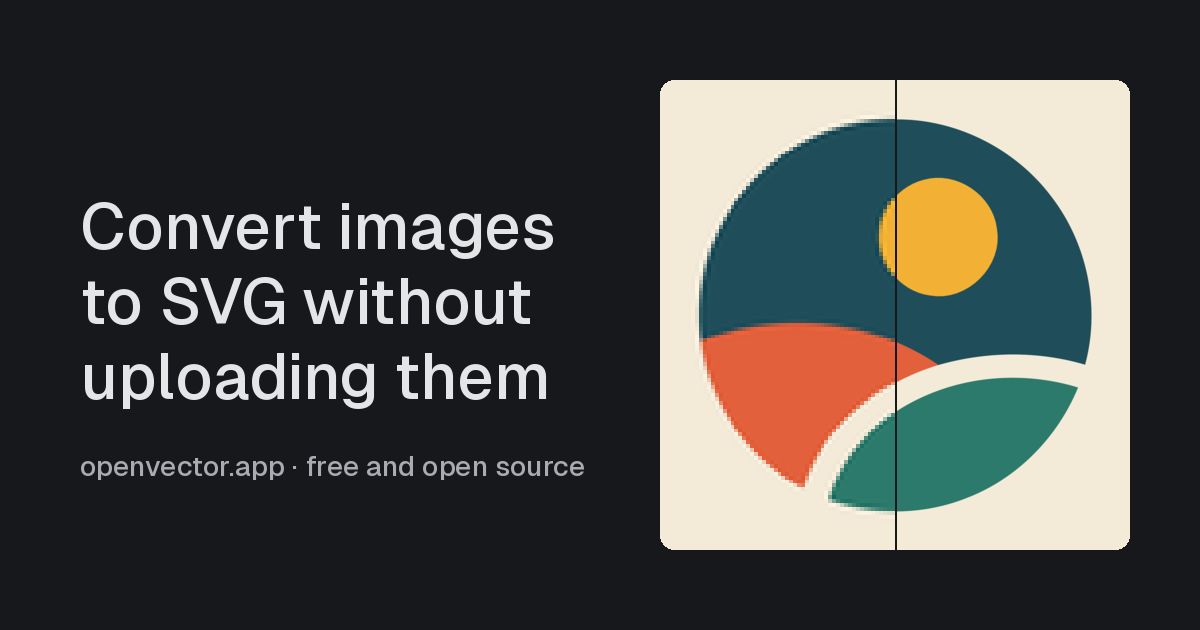 Convert images
to SVG without
uploading them
openvector.app · free and open source